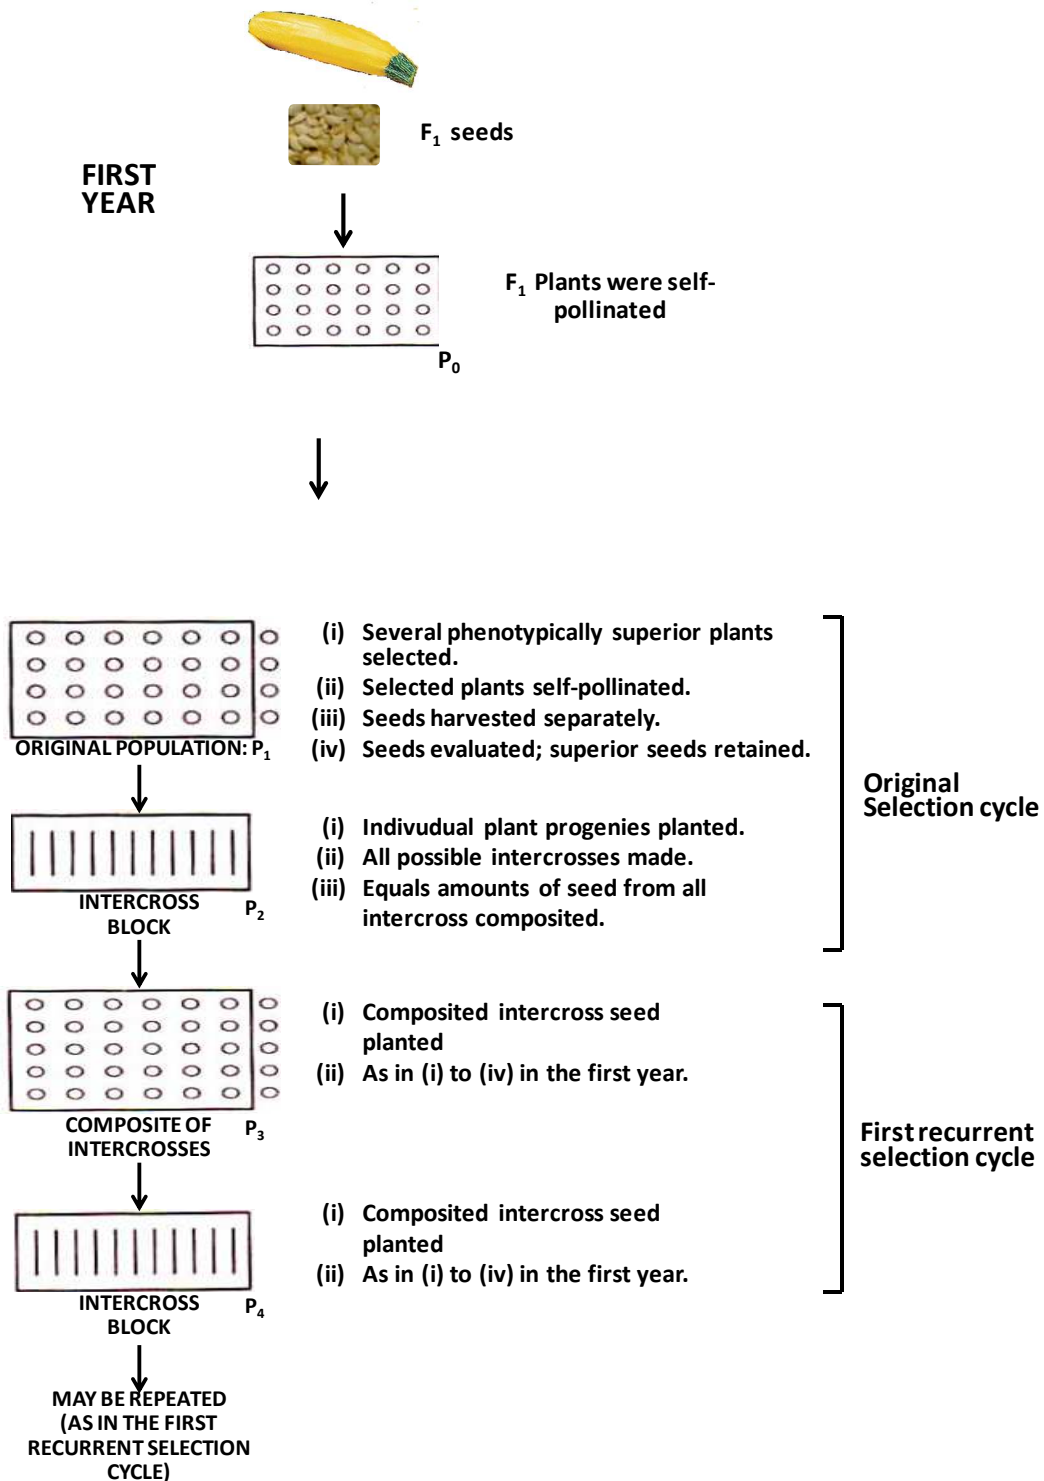 F1 seeds
FIRST
YEAR
F1 Plants were self-
pollinated
P0
(i) Several phenotypically superior plants
selected.
(ii) Selected plants self-pollinated.
(iii) Seeds harvested separately.
(iv) Seeds evaluated; superior seeds retained.
ORIGINAL POPULATION: P1
Original
Selection cycle
(i) Indivudual plant progenies planted.
(ii) All possible intercrosses made.
(iii) Equals amounts of seed from all
intercross composited.
INTERCROSS
BLOCK
P2
(i) Composited intercross seed
planted
(ii) As in (i) to (iv) in the first year.
COMPOSITE OF
INTERCROSSES
P3
First recurrent
selection cycle
(i) Composited intercross seed
planted
(ii) As in (i) to (iv) in the first year.
INTERCROSS
BLOCK
P4
MAY BE REPEATED
(AS IN THE FIRST
RECURRENT SELECTION
CYCLE)